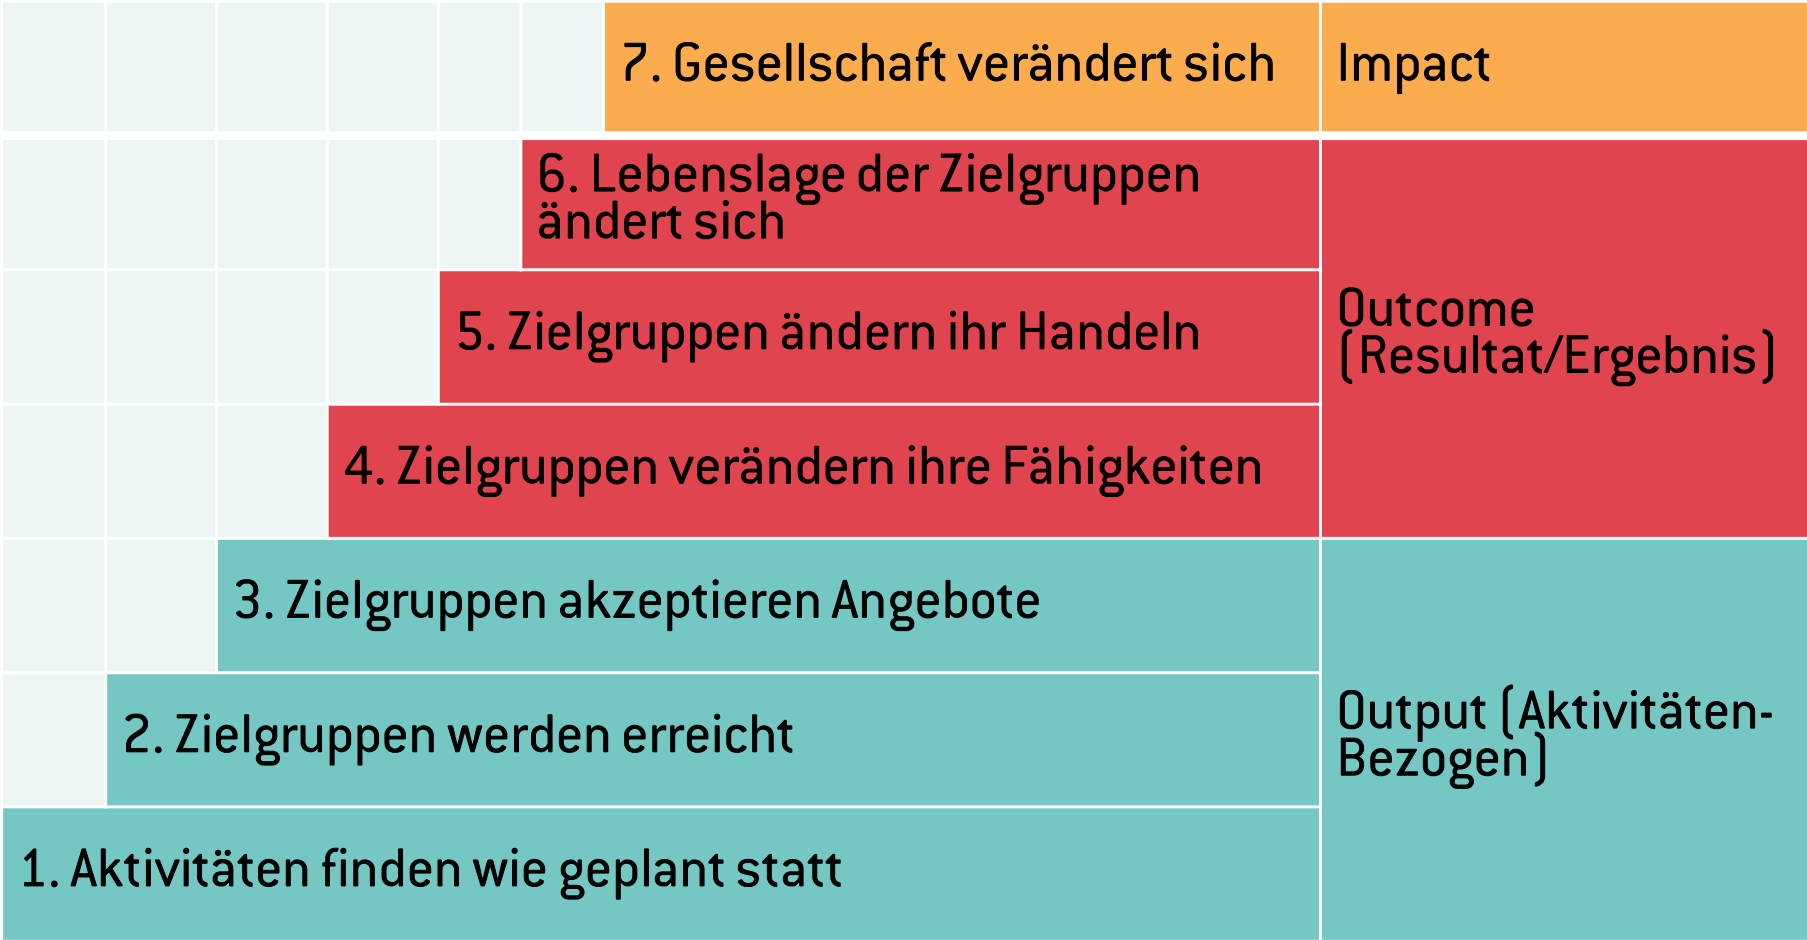 7. Gesellschaft verändert sich
Impact
6. Lebenslage der Zielgruppen
ändert sich
5. Zielgruppen ändern ihr Handeln
4. Zielgruppen verändern ihre Fähigkeiten
Outcome
(Resultat/Ergebnis)
3. Zielgruppen akzeptieren Angebote
2. Zielgruppen werden erreicht
1. Aktivitäten finden wie geplant statt
Output (Aktivitäten-
Bezogen)